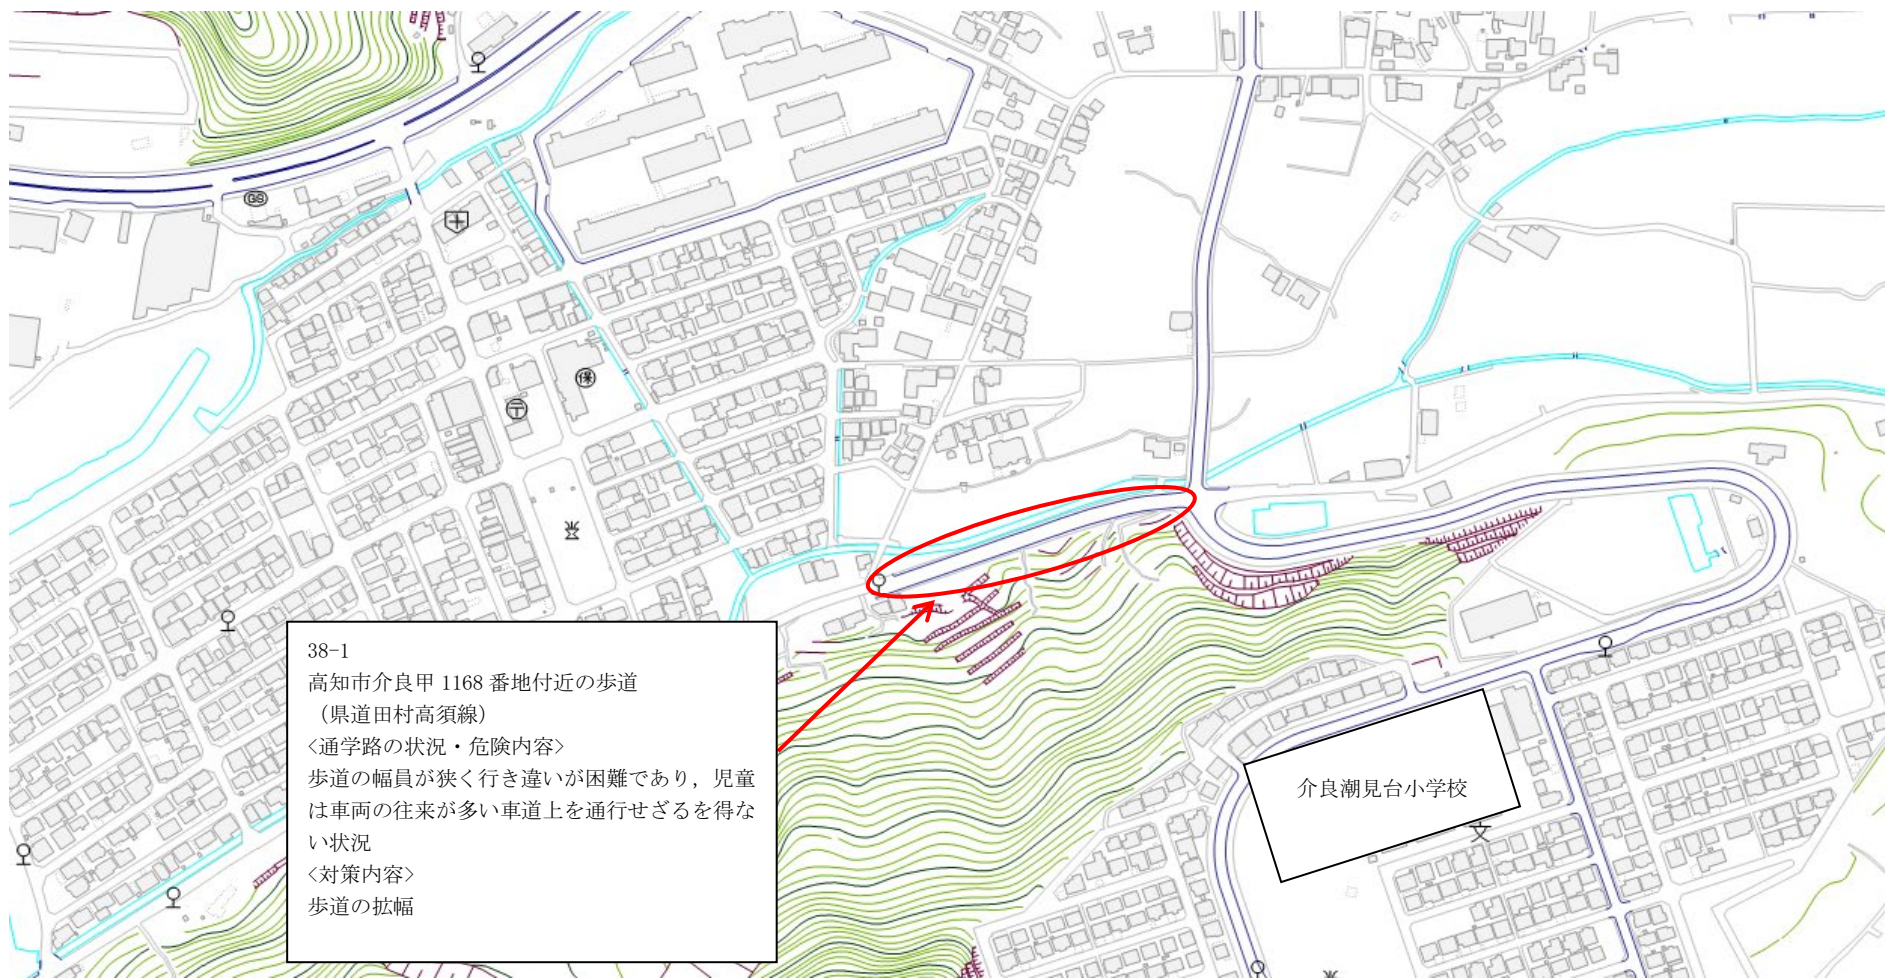 GS
保
38-1
高知市介良甲 1168 番地付近の歩道
（県道田村高須線）
<通学路の状況・危険内容>
歩道の幅員が狭く行き違いが困難であり，児童
は車両の往来が多い車道上を通行せざるを得な
い状況
<対策内容>
歩道の拡幅
介良潮見台小学校
文